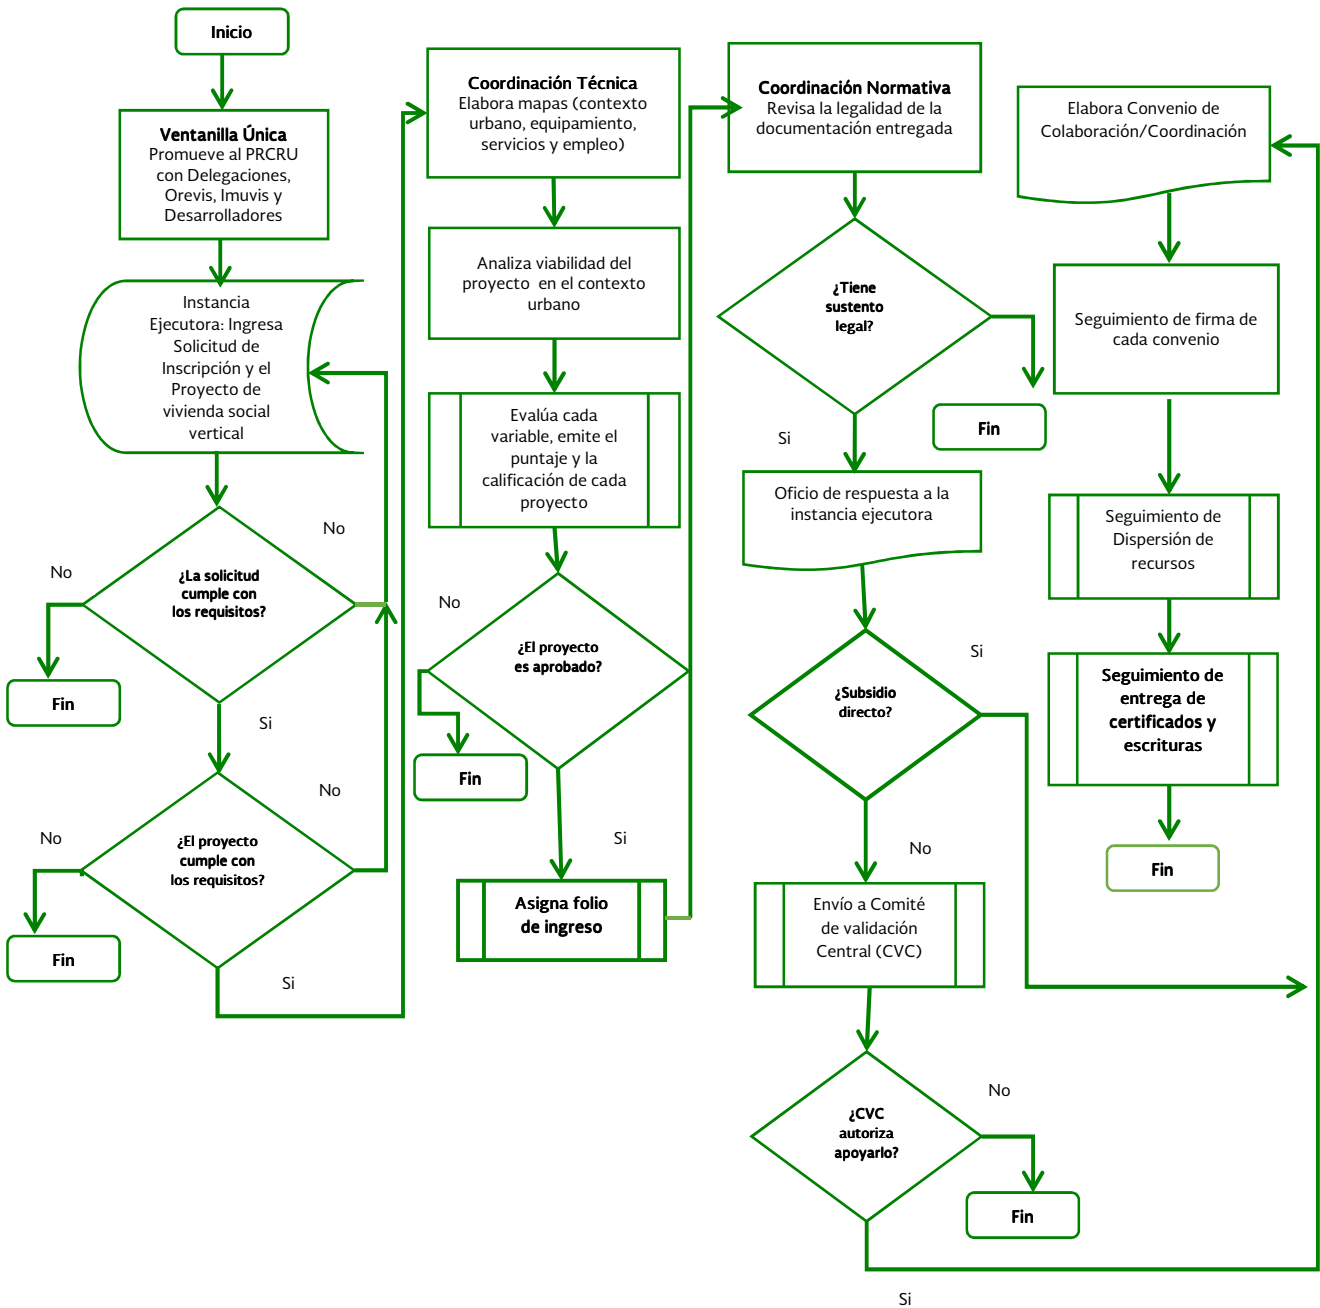 Inicio
Ventanilla Única
Promueve al PRCRU
con Delegaciones,
Orevis, Imuvis y
Desarrolladores
Instancia
Ejecutora: Ingresa
Solicitud de
Inscripción y el
Proyecto de
vivienda social
vertical
No
No
¿La solicitud
cumple con
los requisitos?
Fin
Si
No
No
¿El proyecto
cumple con
los requisitos?
Fin
Si
Coordinación Técnica
Elabora mapas (contexto
urbano, equipamiento,
servicios y empleo)
Analiza viabilidad del
proyecto en el contexto
urbano
Evalúa cada
variable, emite el
puntaje y la
calificación de cada
proyecto
No
¿El proyecto
es aprobado?
Fin
Si
Asigna folio
de ingreso
Coordinación Normativa
Revisa la legalidad de la
documentación entregada
¿Tiene
sustento
legal?
Fin
Si
Oficio de respuesta a la
instancia ejecutora
Si
¿Subsidio
directo?
No
Envío a Comité
de validación
Central (CVC)
No
¿CVC
autoriza
apoyarlo?
Fin
Si
Elabora Convenio de
Colaboración/Coordinación
Seguimiento de firma de
cada convenio
Seguimiento de
Dispersión de
recursos
Seguimiento de
entrega de
certificados y
escrituras
Fin